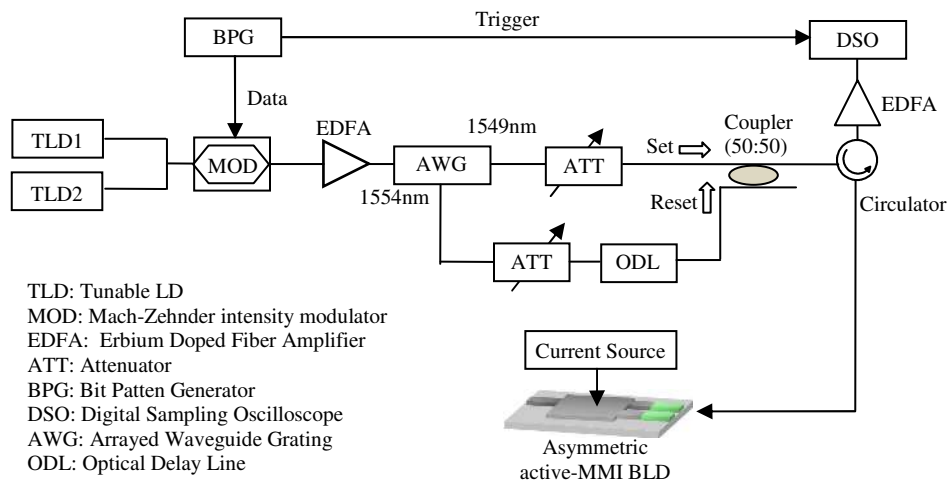 Trigger
BPG
DSO
Data
EDFA
EDFA
1549nm
Coupler
(50:50)
TLD1
TLD2
MOD
AWG
ATT
Set
1554nm
Reset
Circulator
ATT
ODL
TLD: Tunable LD
MOD: Mach-Zehnder intensity modulator
EDFA: Erbium Doped Fiber Amplifier
ATT: Attenuator
BPG: Bit Patten Generator
DSO: Digital Sampling Oscilloscope
AWG: Arrayed Waveguide Grating
ODL: Optical Delay Line
Current Source
Asymmetric
active-MMI BLD